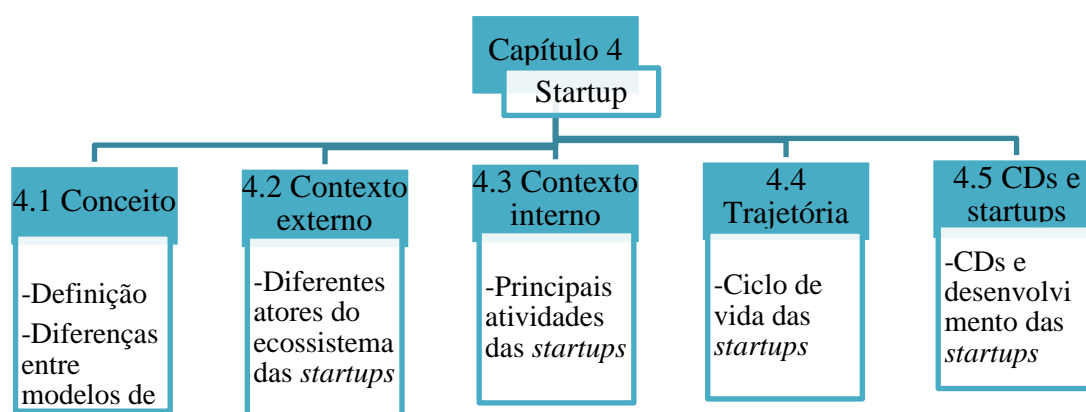 Capítulo 4
Startup
4.1 Conceito
-Definição
-Diferenças
entre
modelos de
4.2 Contexto
externo
-Diferentes
atores do
ecossistema
das startups
4.3 Contexto
interno
-Principais
atividades
das startups
4.4
Trajetória
-Ciclo de
vida das
startups
4.5 CDs e
startups
-CDs e
desenvolvi
mento das
startups